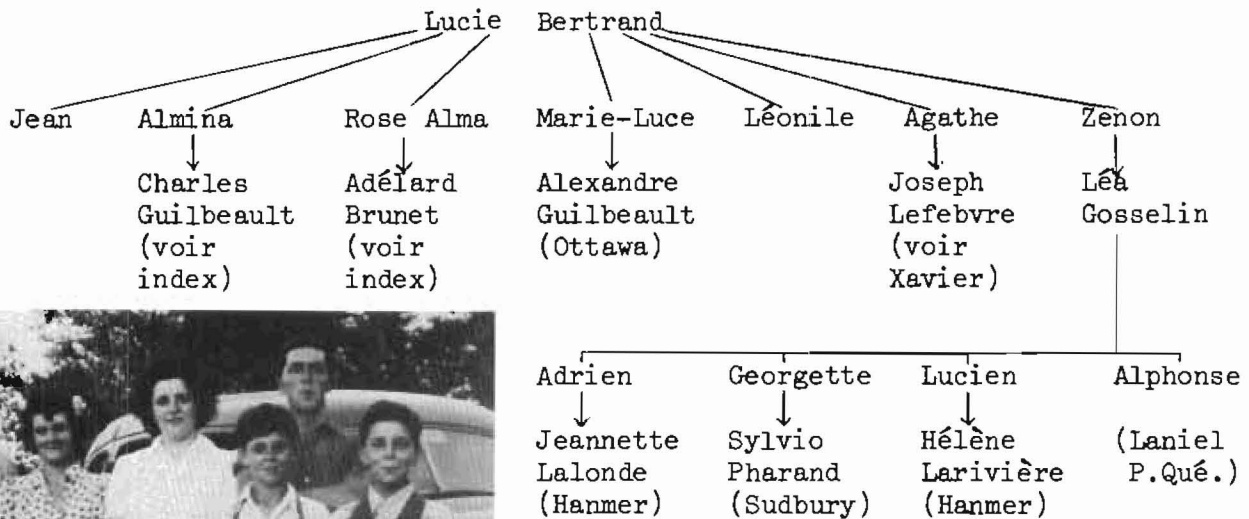 Lucie Bertrand
Jean Almina Rose Alma Marie-Luce Léonile Agathe Zenon
Charles Adélard Alexandre Joseph Léa
Guilbeault Brunet Guilbeault Lefebvre Gosselin
(voir (voir (Ottawa) (voir
index) index) Xavier)
Adrien Georgette Lucien Alphonse
Jeannette Sylvio Hélène (Laniel
Lalonde Pharand Larivière P.Qué.)
(Hanmer) (Sudbury) (Hanmer)